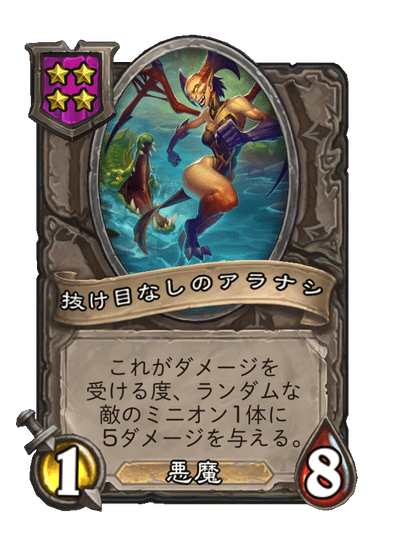 抜け目なしのアラナシ
これがダメージを
受ける度、ランダムな
敵のミニオン1体に
5ダメージを与える。
1
悪魔
8